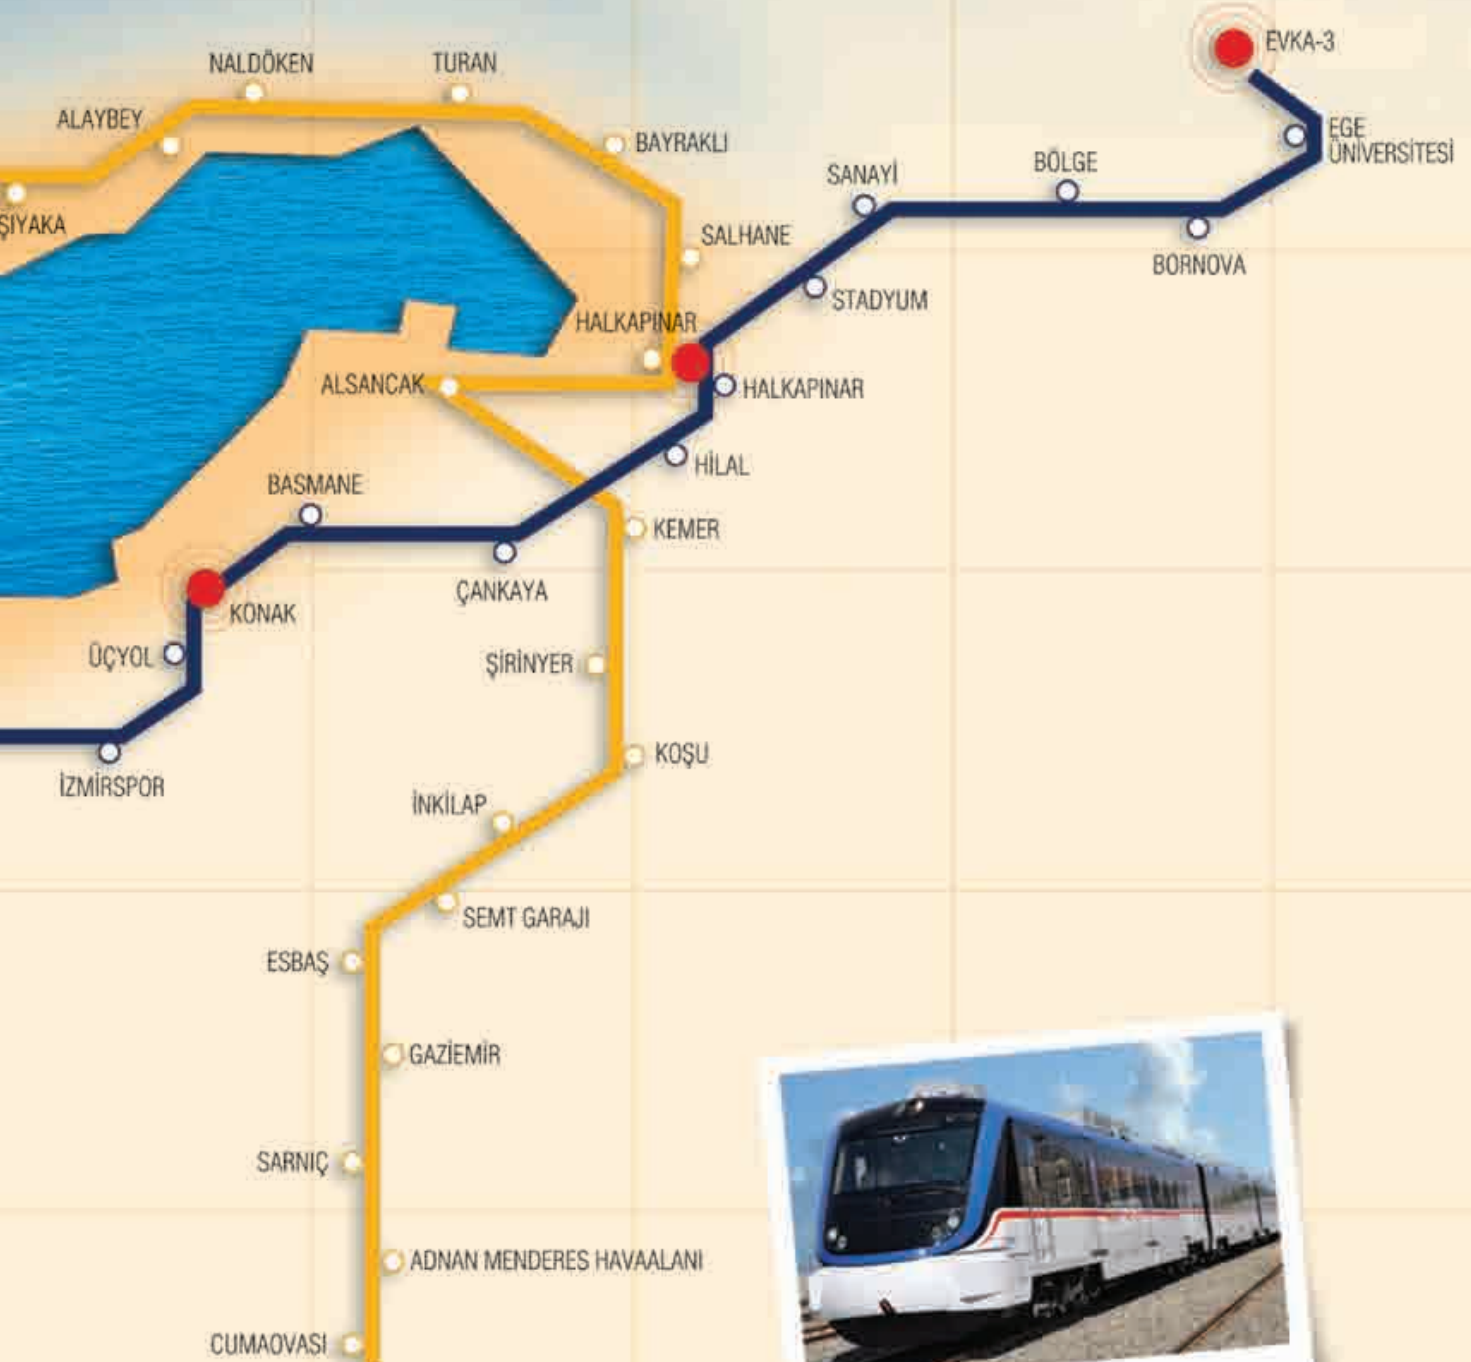 EVKA-3
NALDÖKEN
TURAN
ALAYBEY
EGE
ÜNİVERSİTESİ
BAYRAKLI
BÖLGE
SANAYİ
ŞIYAKA
SALHANE
BORNOVA
STADYUM
HALKAPINAR
ALSANCAK
HALKAPINAR
HİLAL
BASMANE
KEMER
ÇANKAYA
KONAK
ÜÇYOL
ŞİRİNYER
KOŞU
İZMİRSPOR
İNKİLAP
SEMT GARAJI
ESBAŞ
GAZİEMİR
SARNIÇ
ADNAN MENDERES HAVAALANI
CUMAOVASI